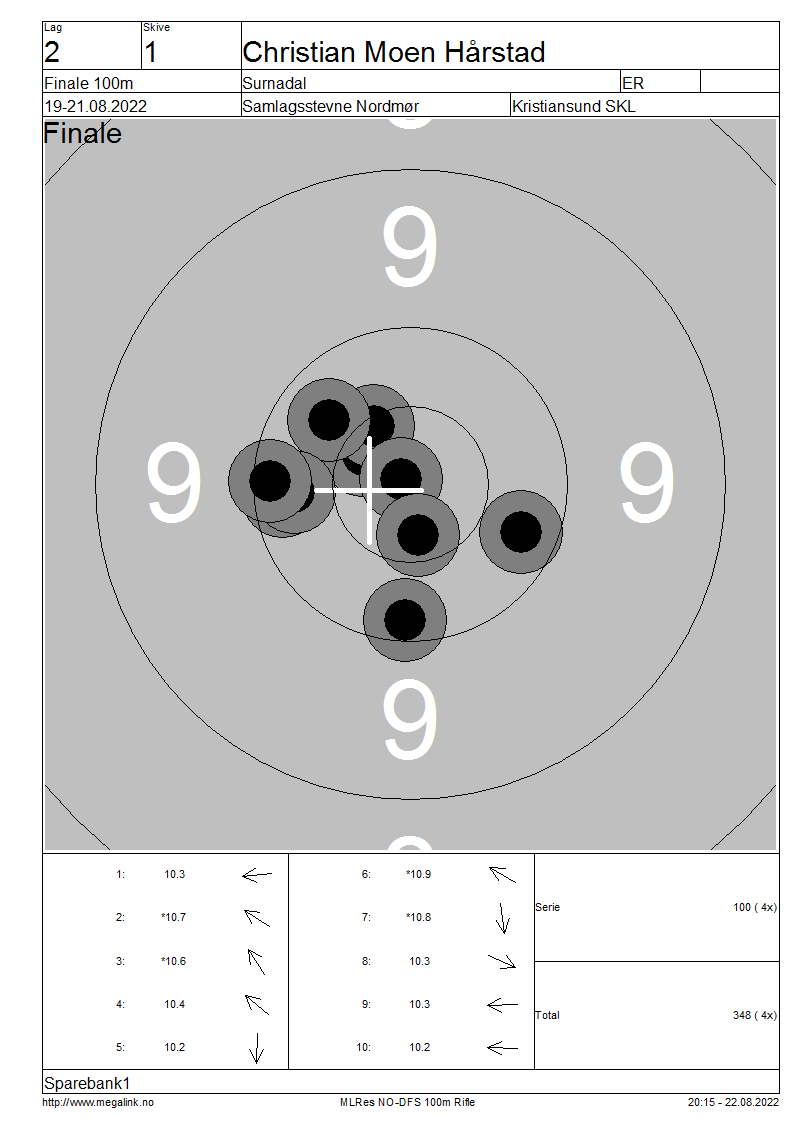 Lag Skive
2 1 Christian Moen Hårstad
Finale 100m Surnadal ER
19-21.08.2022 Samlagsstevne Nordmør Kristiansund SKL
Finale
9
9 9
9
1: 10.3 6: *10.9
2: *10.7 7: *10.8
Serie 100 ( 4x)
3: *10.6 8: 10.3
4: 10.4 9: 10.3
Total 348 ( 4x)
5: 10.2 10: 10.2
Sparebank1
http://www.megalink.no MLRes NO-DFS 100m Rifle 20:15 - 22.08.2022